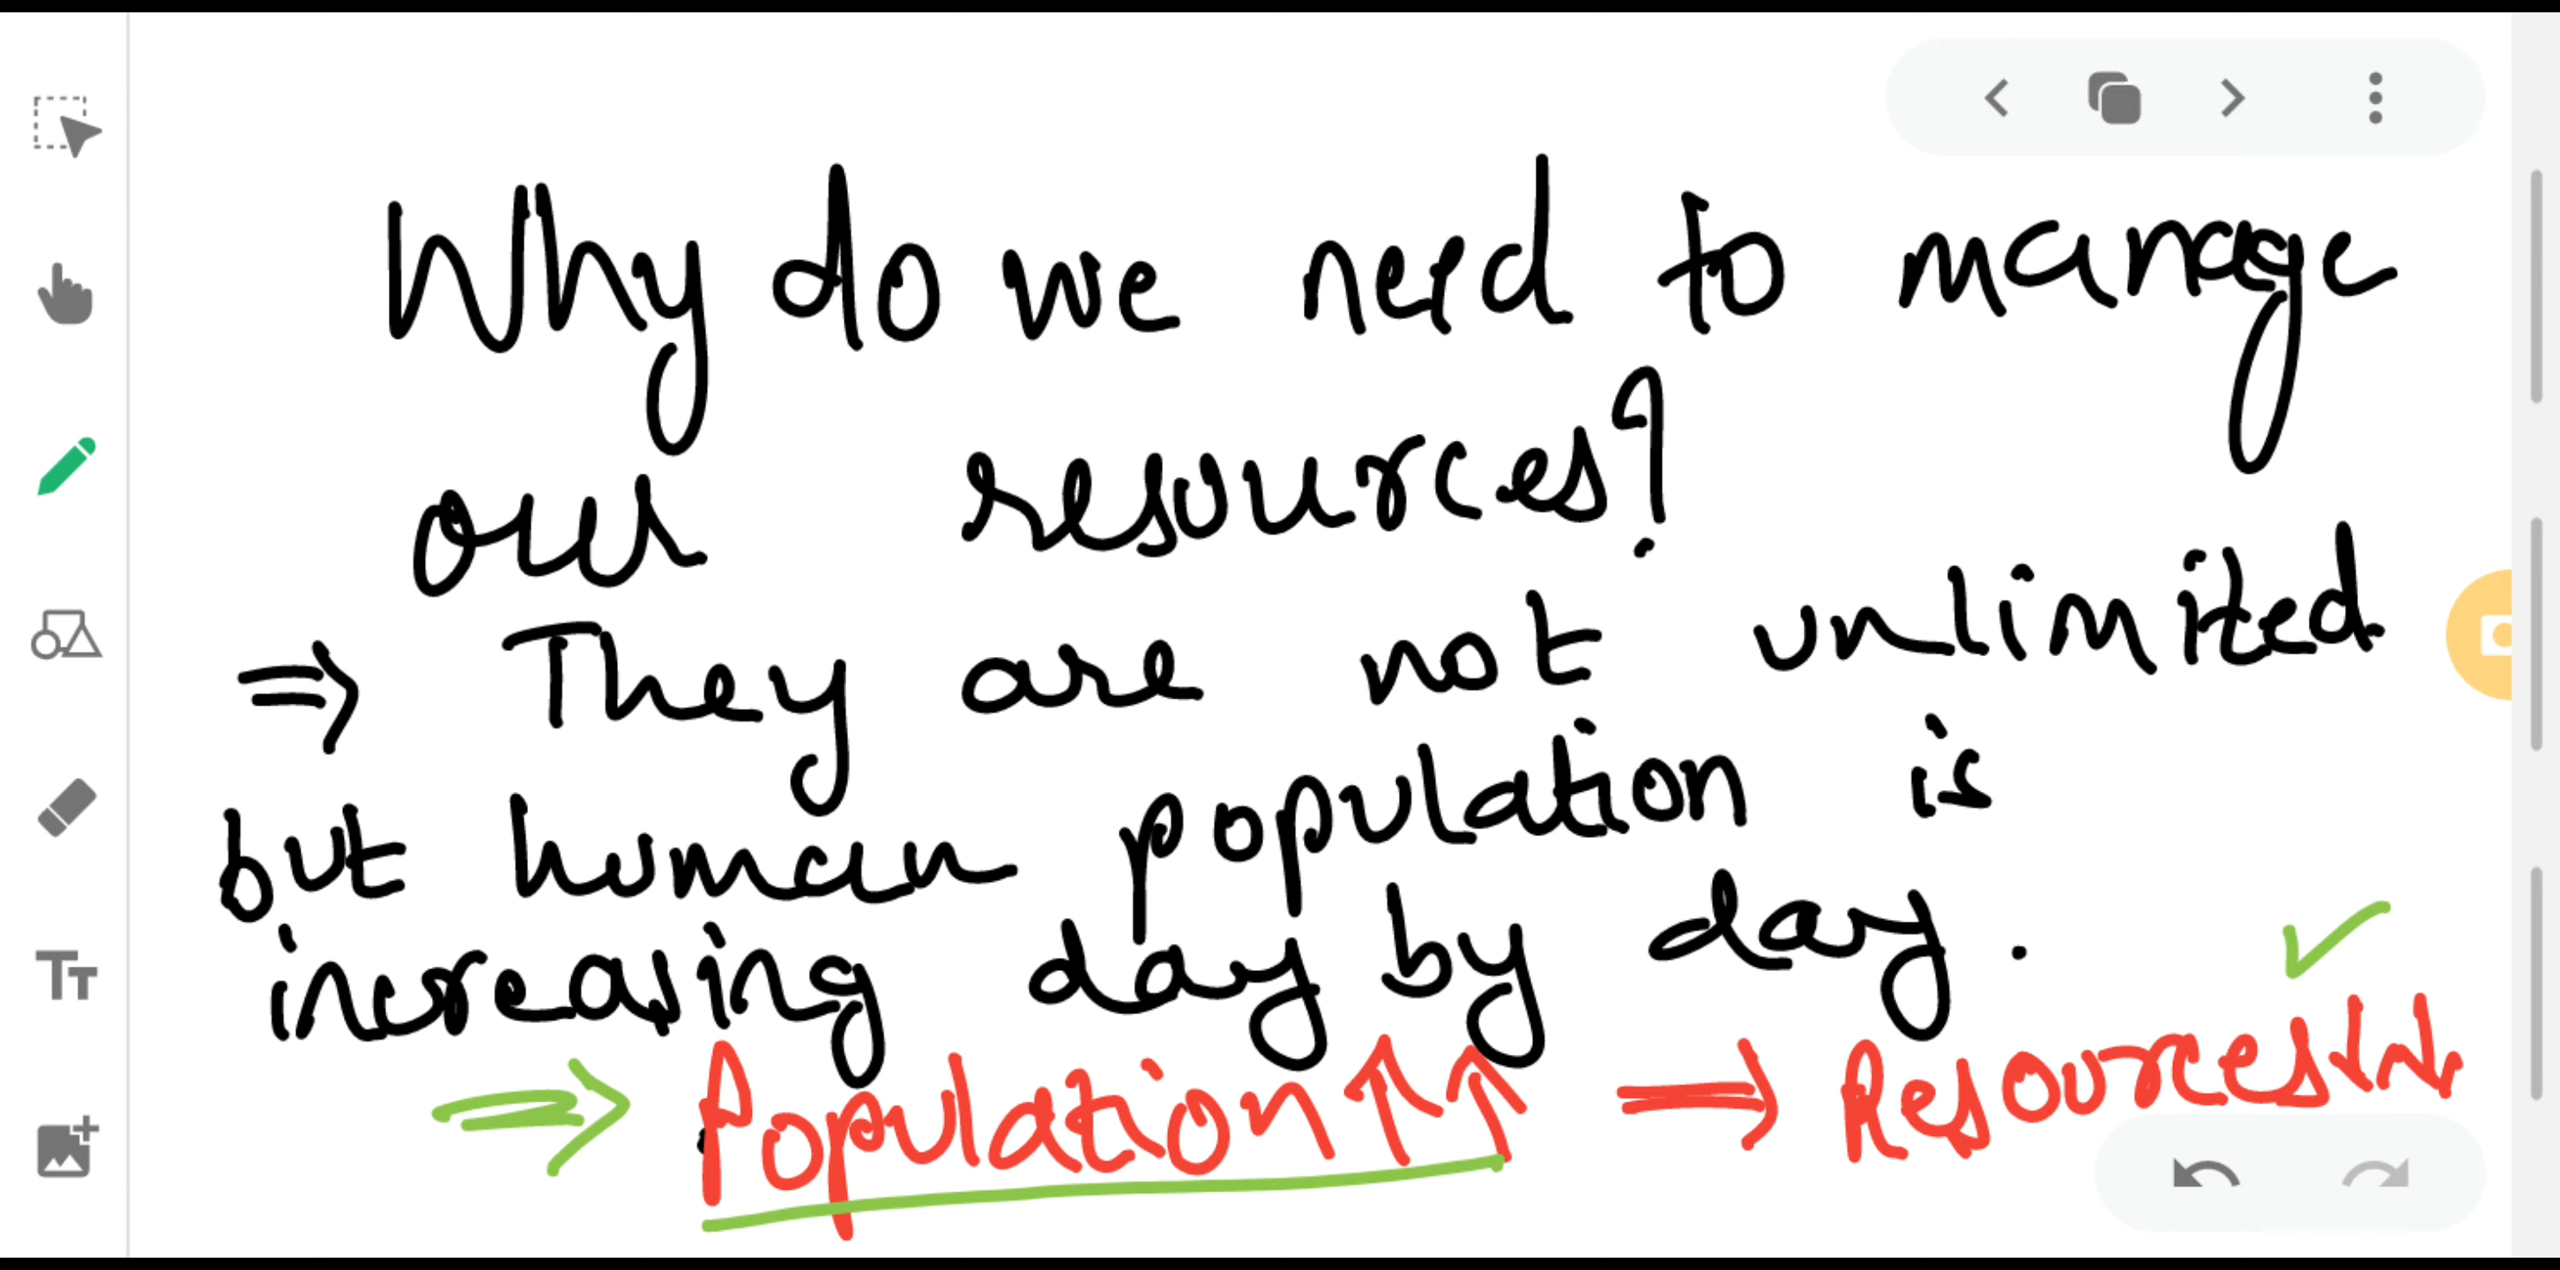 Why do we need to manage
our resources?
⇒ They are not unlimited
but human population is
increasing day by day.
⇒ Population ↑↑ ⇒ Resources ↓↓